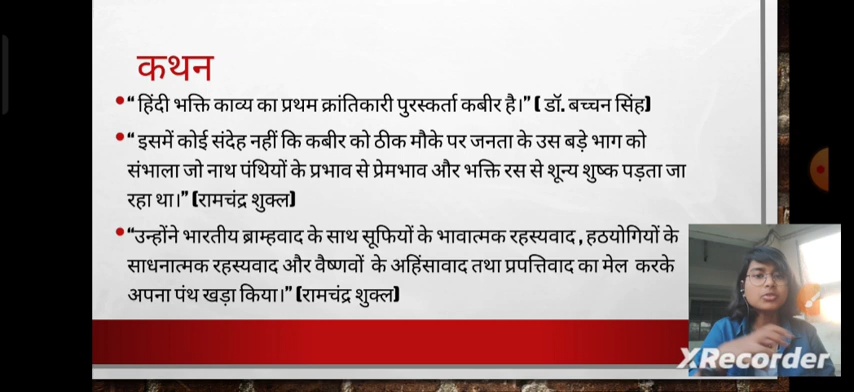 कथन
•“ हिंदी भक्ति काव्य का प्रथम क्रांतिकारी पुरस्कर्ता कबीर है।” ( डॉ. बच्चन सिंह)
•“ इसमें कोई संदेह नहीं कि कबीर को ठीक मौके पर जनता के उस बड़े भाग को
संभाला जो नाथ पंथियों के प्रभाव से प्रेमभाव और भक्ति रस से शून्य शुष्क पड़ता जा
रहा था।” (रामचंद्र शुक्ल)
•“उन्होंने भारतीय ब्राम्हवाद के साथ सूफियों के भावात्मक रहस्यवाद , हठयोगियों के
साधनात्मक रहस्यवाद और वैष्णवों के अहिंसावाद तथा प्रपत्तिवाद का मेल करके
अपना पंथ खड़ा किया।” (रामचंद्र शुक्ल)
XRecorder